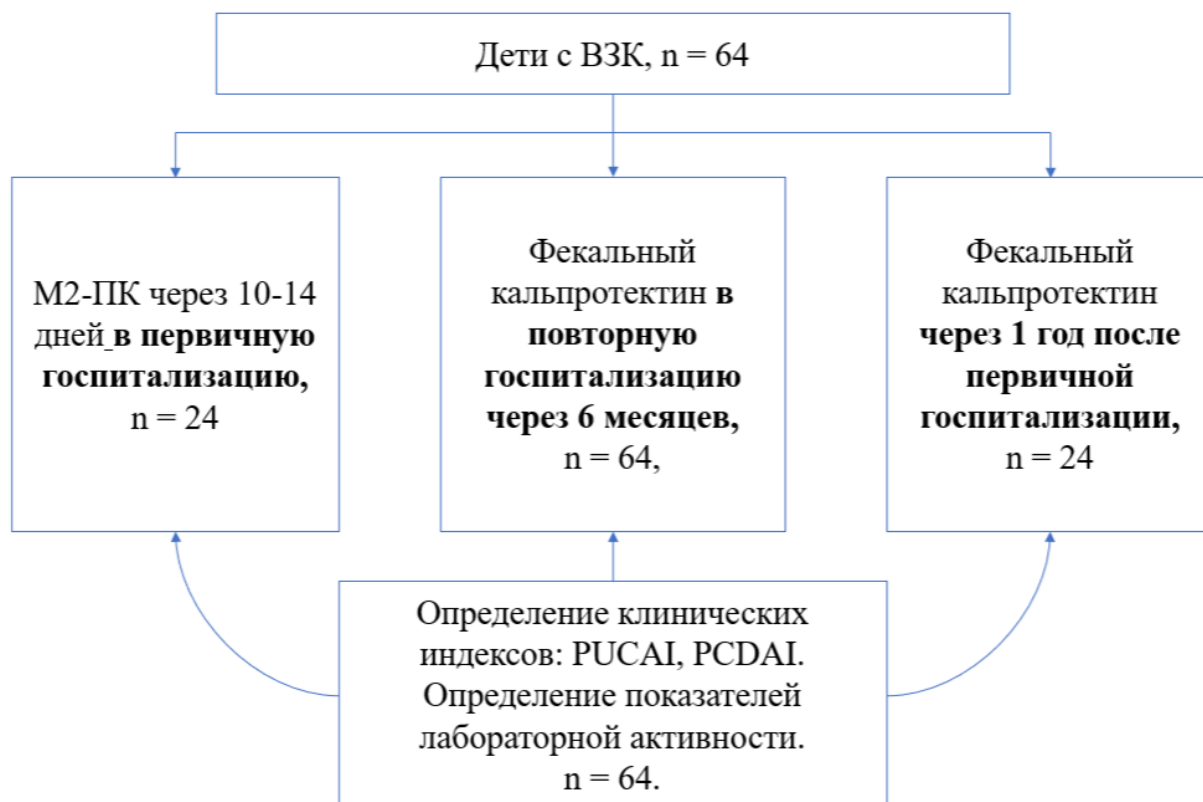 Дети с ВЗК, n = 64
М2-ПК через 10-14
дней в первичную
госпитализацию,
n = 24
Фекальный
кальпротектин в
повторную
госпитализацию
через 6 месяцев,
n = 64,
Фекальный
кальпротектин
через 1 год после
первичной
госпитализации,
n = 24
Определение клинических
индексов: PUCAI, PCDAI.
Определение показателей
лабораторной активности.
n = 64.